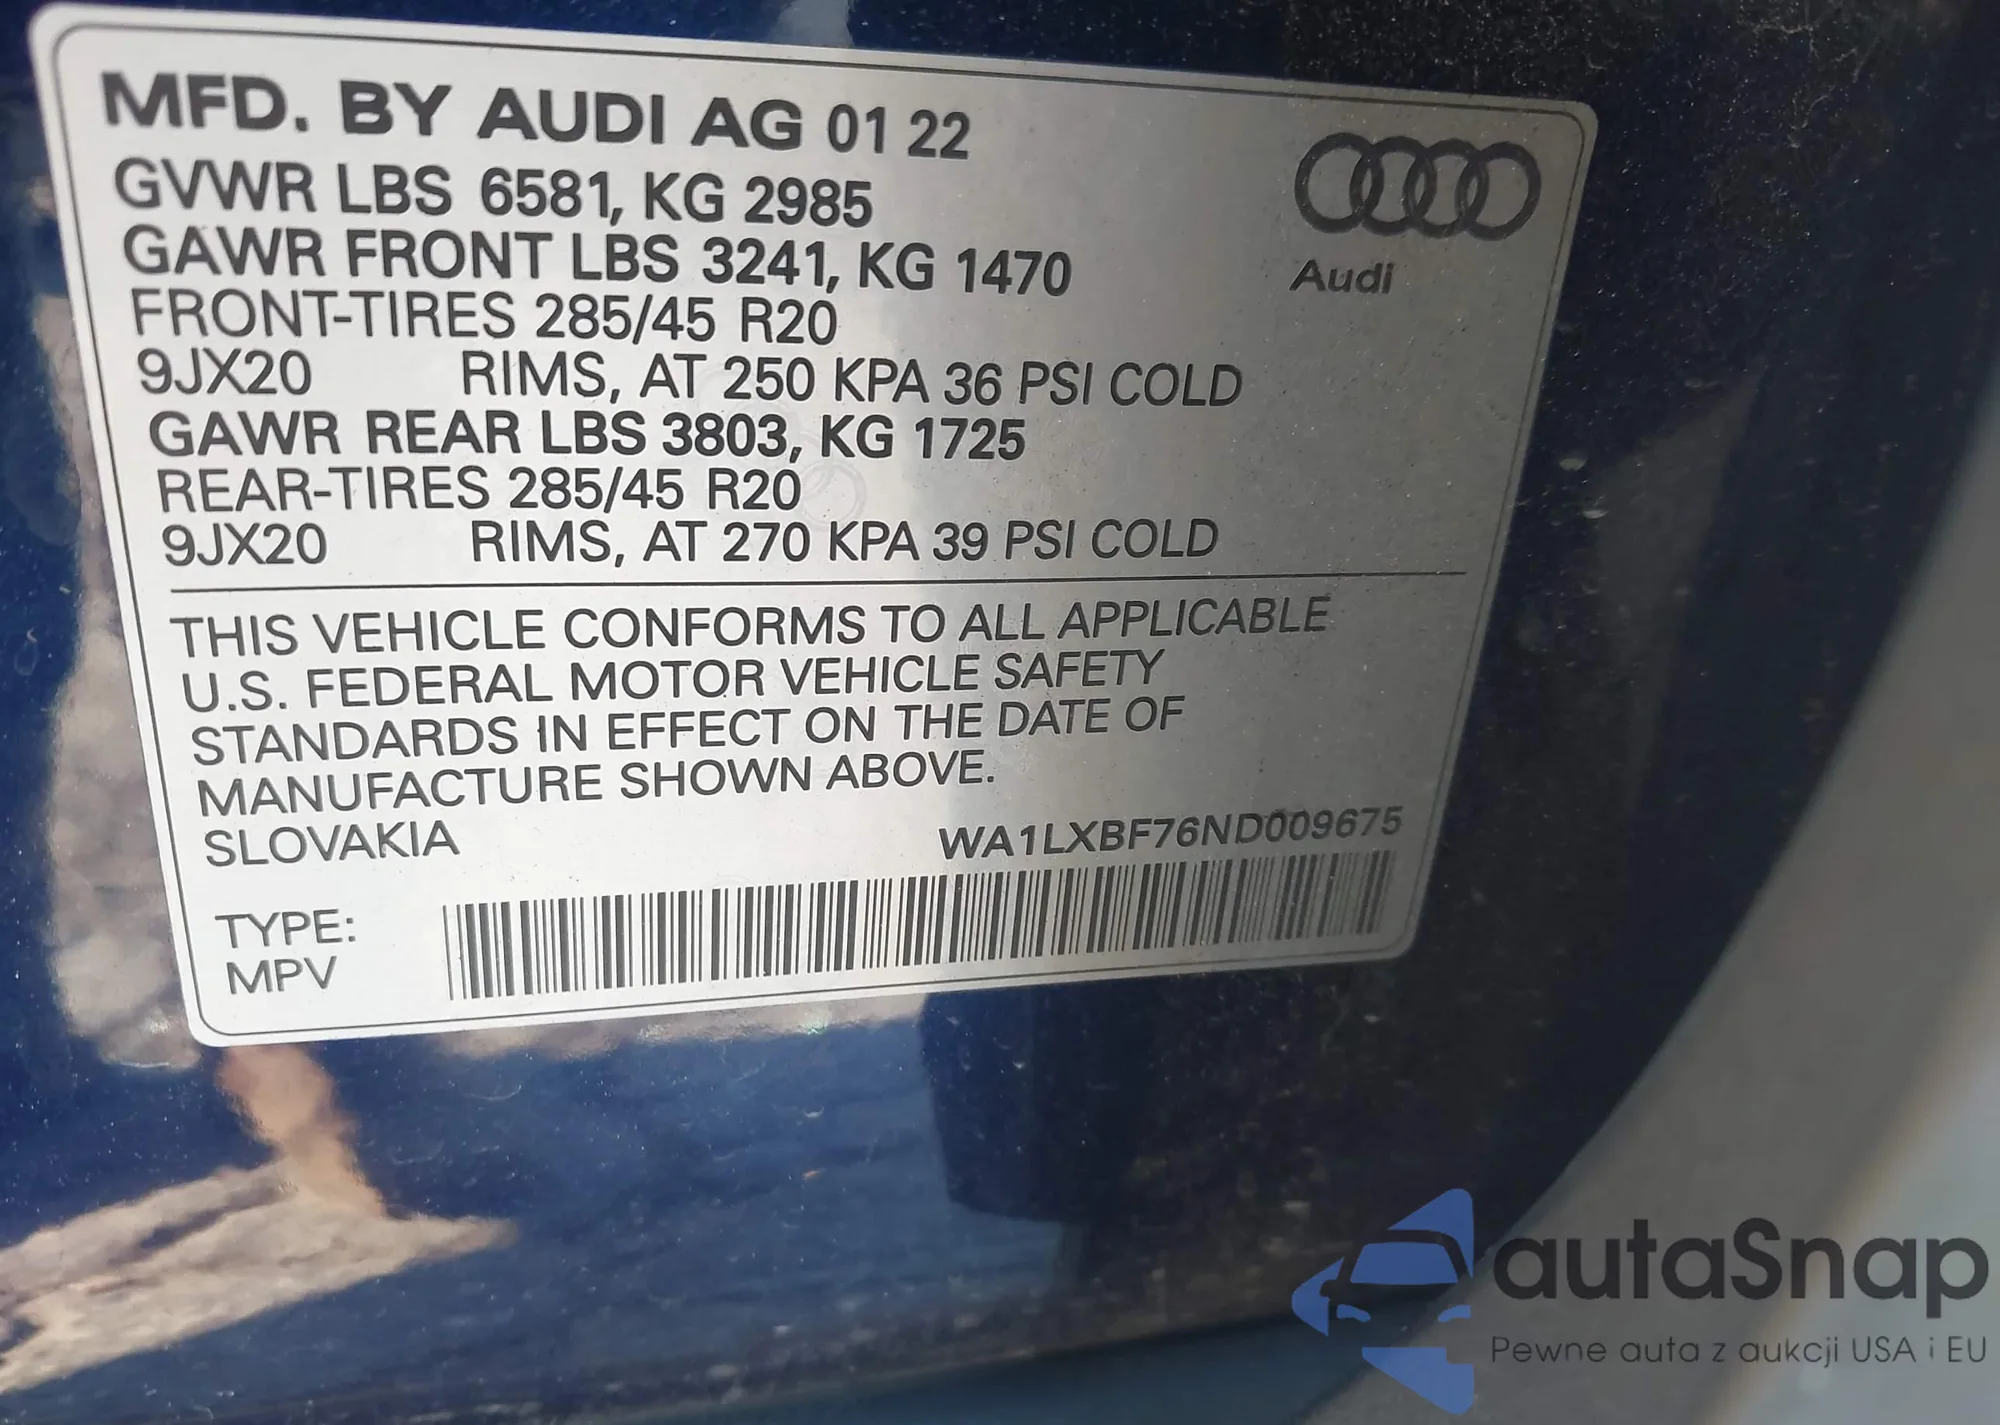 MFD. BY AUDI AG 01 22
GVWR LBS 6581, KG 2985
GAWR FRONT LBS 3241, KG 1470
FRONT-TIRES 285/45 R20
9JX20 RIMS, AT 250 KPA 36 PSI COLD
GAWR REAR LBS 3803, KG 1725
REAR-TIRES 285/45 R20
9JX20 RIMS, AT 270 KPA 39 PSI COLD
Audi
THIS VEHICLE CONFORMS TO ALL APPLICABLE
U.S. FEDERAL MOTOR VEHICLE SAFETY
STANDARDS IN EFFECT ON THE DATE OF
MANUFACTURE SHOWN ABOVE.
SLOVAKIA WA1LXBF76ND009675
TYPE:
MPV
autaSnap
Pewne auta z aukcji USA i EU